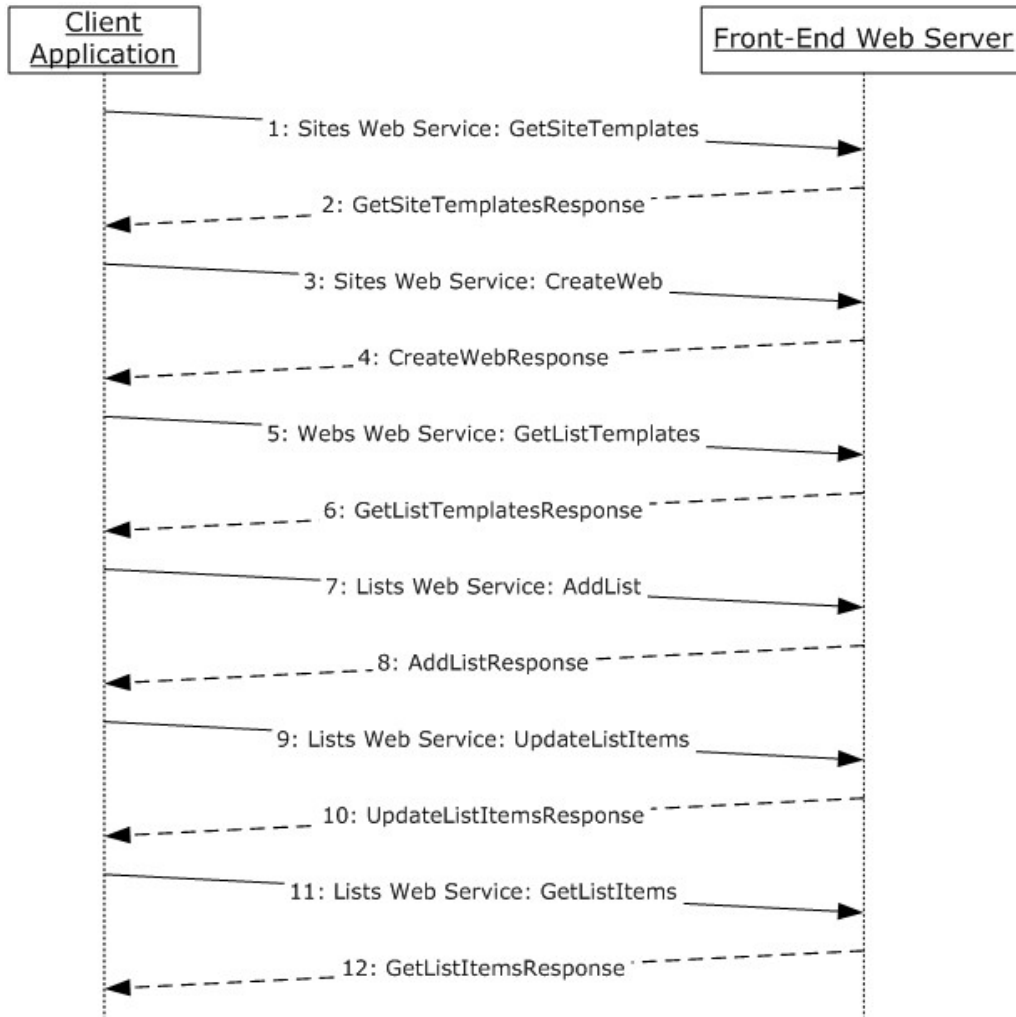 Client
Application
Front-End Web Server
1: Sites Web Service: GetSiteTemplates
2: GetSiteTemplatesResponse
3: Sites Web Service: CreateWeb
4: CreateWebResponse
5: Webs Web Service: GetListTemplates
6: GetListTemplatesResponse
7: Lists Web Service: AddList
8: AddListResponse
9: Lists Web Service: UpdateListItems
10: UpdateListItemsResponse
11: Lists Web Service: GetListItems
12: GetListItemsResponse